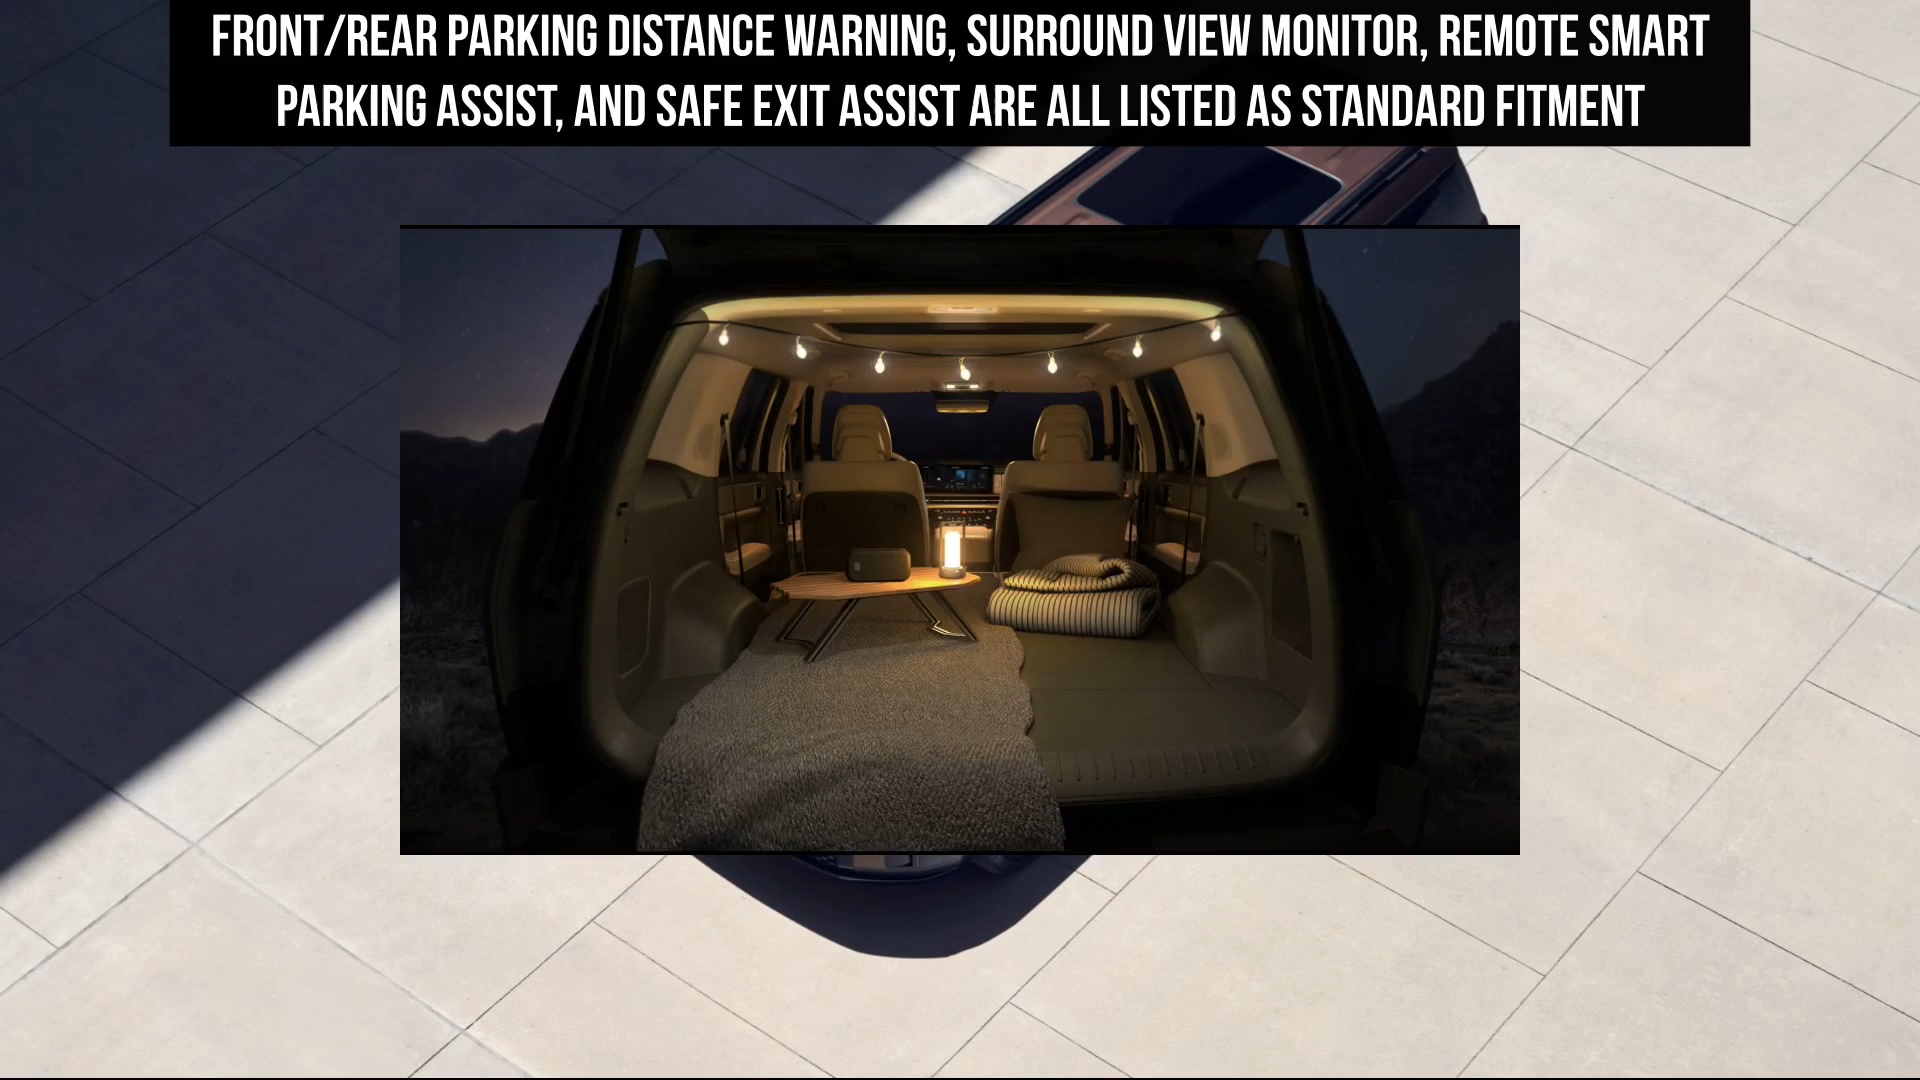 FRONT/REAR PARKING DISTANCE WARNING, SURROUND VIEW MONITOR, REMOTE SMART
PARKING ASSIST, AND SAFE EXIT ASSIST ARE ALL LISTED AS STANDARD FITMENT